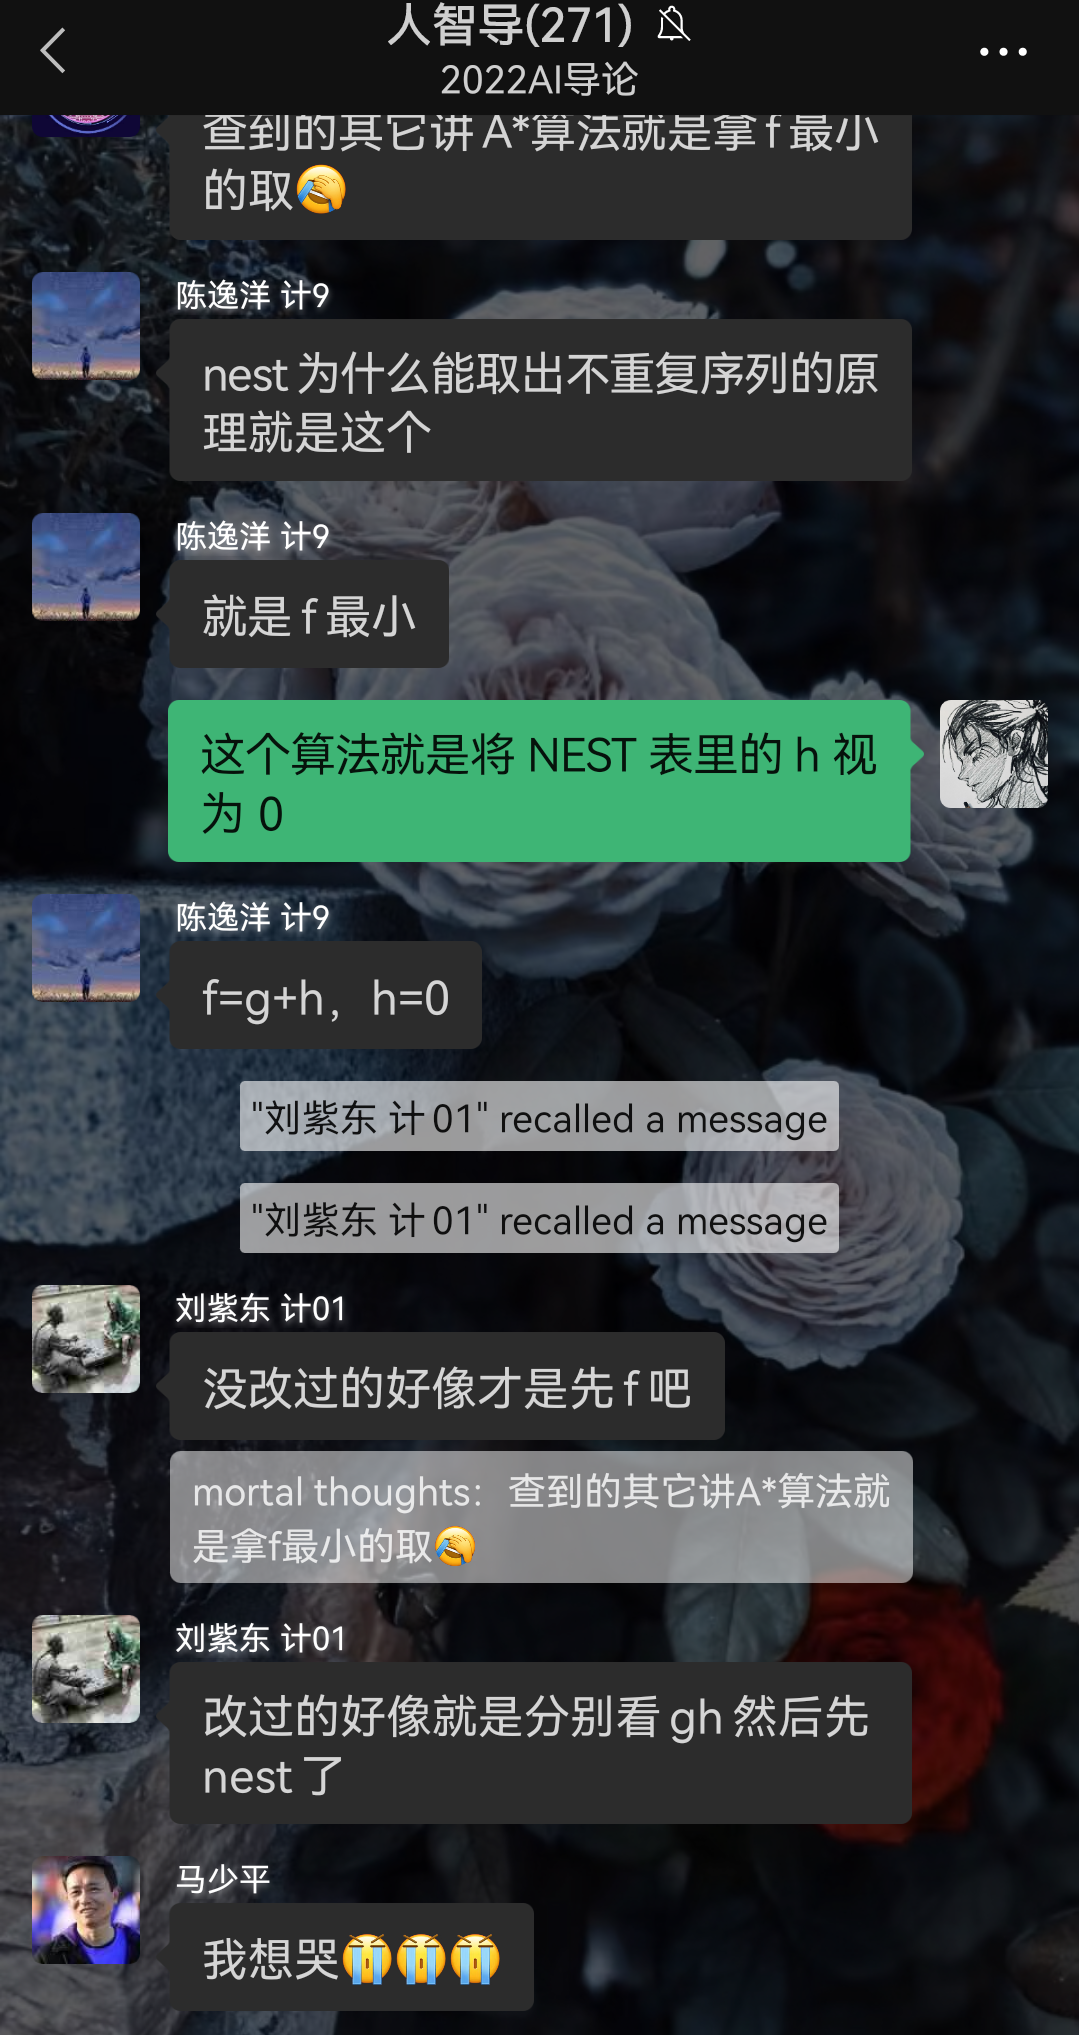 人智导(271)
2022AI导论
查到的其它讲A*算法就是拿f最小
的取🤦
陈逸洋 计9
nest为什么能取出不重复序列的原
理就是这个
陈逸洋 计9
就是f最小
这个算法就是将 NEST 表里的 h 视
为 0
陈逸洋 计9
f=g+h，h=0
"刘紫东 计01" recalled a message
"刘紫东 计01" recalled a message
刘紫东 计01
没改过的好像才是先f吧
mortal thoughts：查到的其它讲A*算法就
是拿f最小的取🤦
刘紫东 计01
改过的好像就是分别看gh然后先
nest了
马少平
我想哭😭😭😭